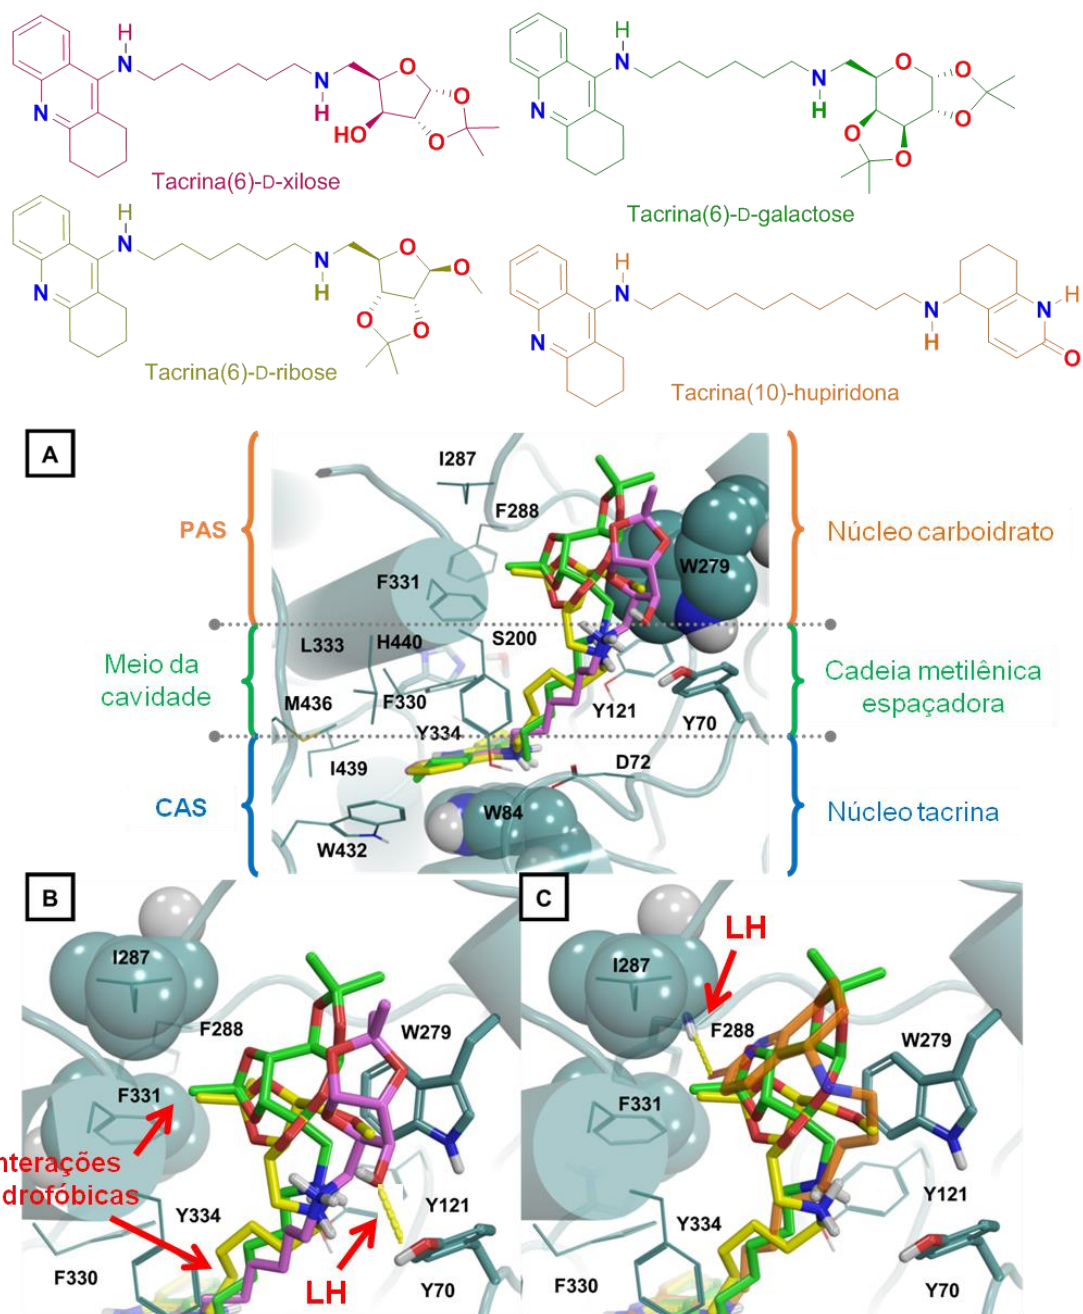 H
N
N
N
H
O
O
O
HO
Tacrina(6)-D-xilose
H
N
N
N
H
O
O
O
O
O
Tacrina(6)-D-galactose
H
N
N
N
H
O
O
O
O
Tacrina(6)-D-ribose
H
N
N
N
H
N
H
O
Tacrina(10)-hupiridona
A
PAS
Meio da
cavidade
CAS
I287
F288
W279
F331
L333
H440
S200
M436
F330
Y334
Y121
Y70
I439
D72
W84
W432
Núcleo carboidrato
Cadeia metilênica
espaçadora
Núcleo tacrina
B
I287
F288
W279
F331
nterações
drofóbicas
Y334
Y121
F330
LH
Y70
C
LH
I287
F288
W279
F331
Y334
Y121
F330
Y70